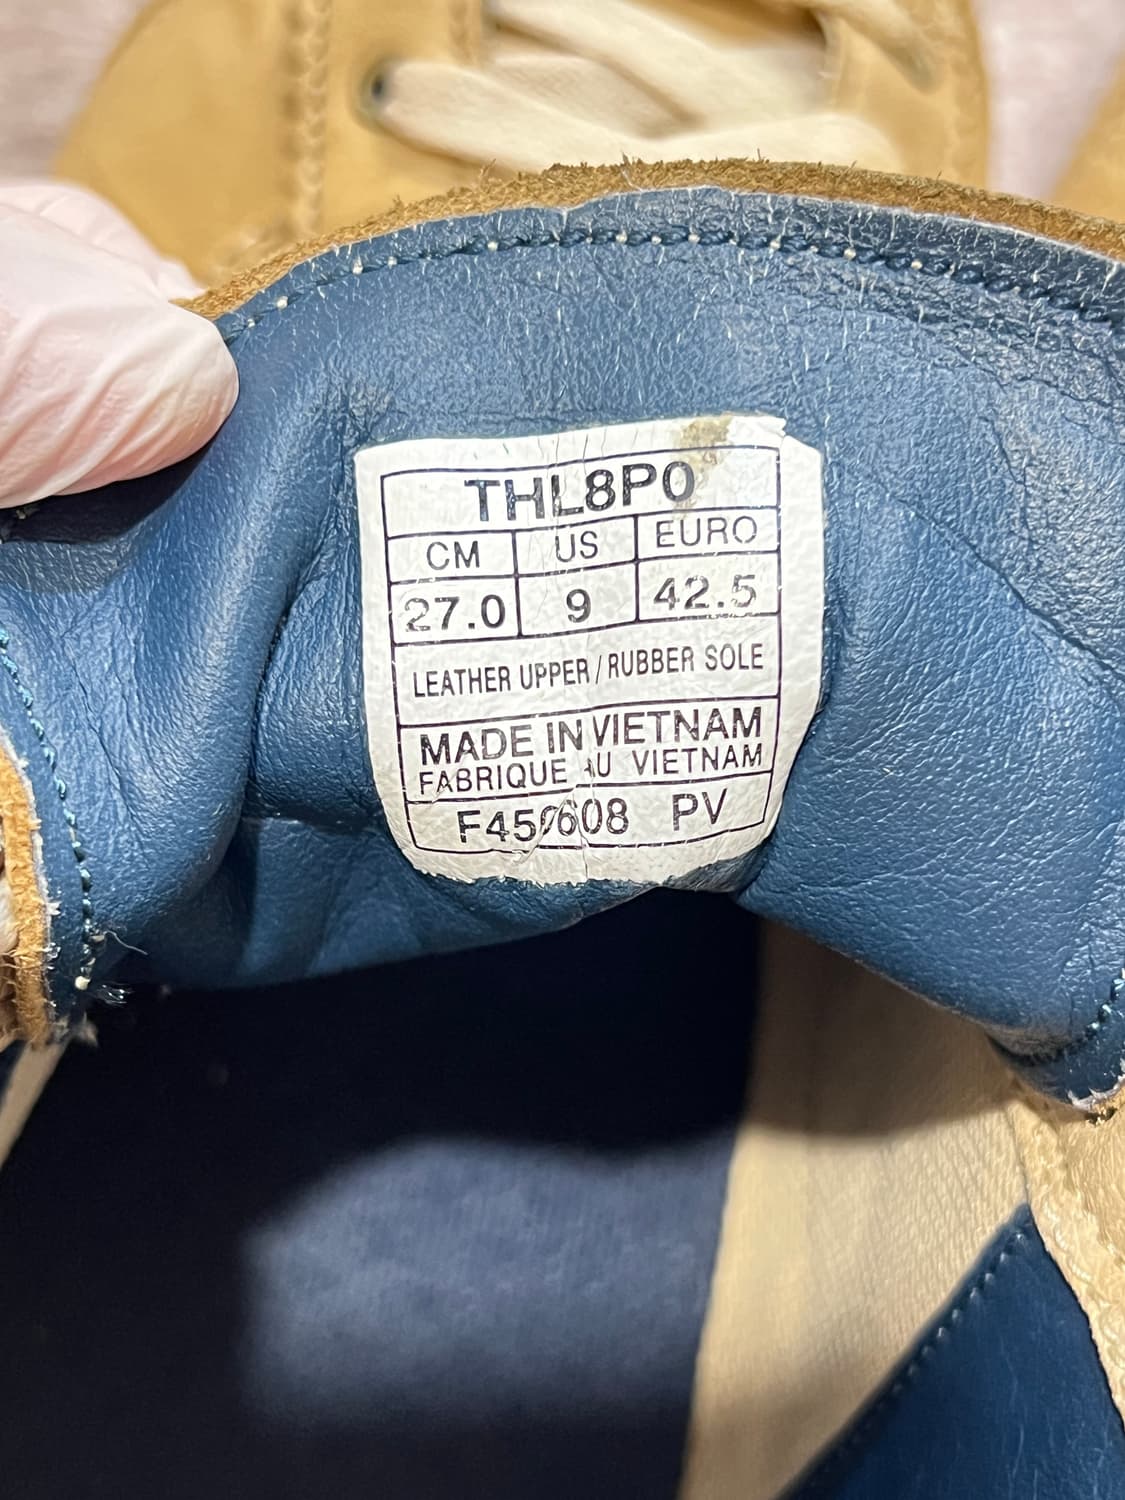 THL8P0
CM US EURO
27.0 9 42.5
LEATHER UPPER / RUBBER SOLE
MADE IN VIETNAM
FABRIQUE AU VIETNAM
PV